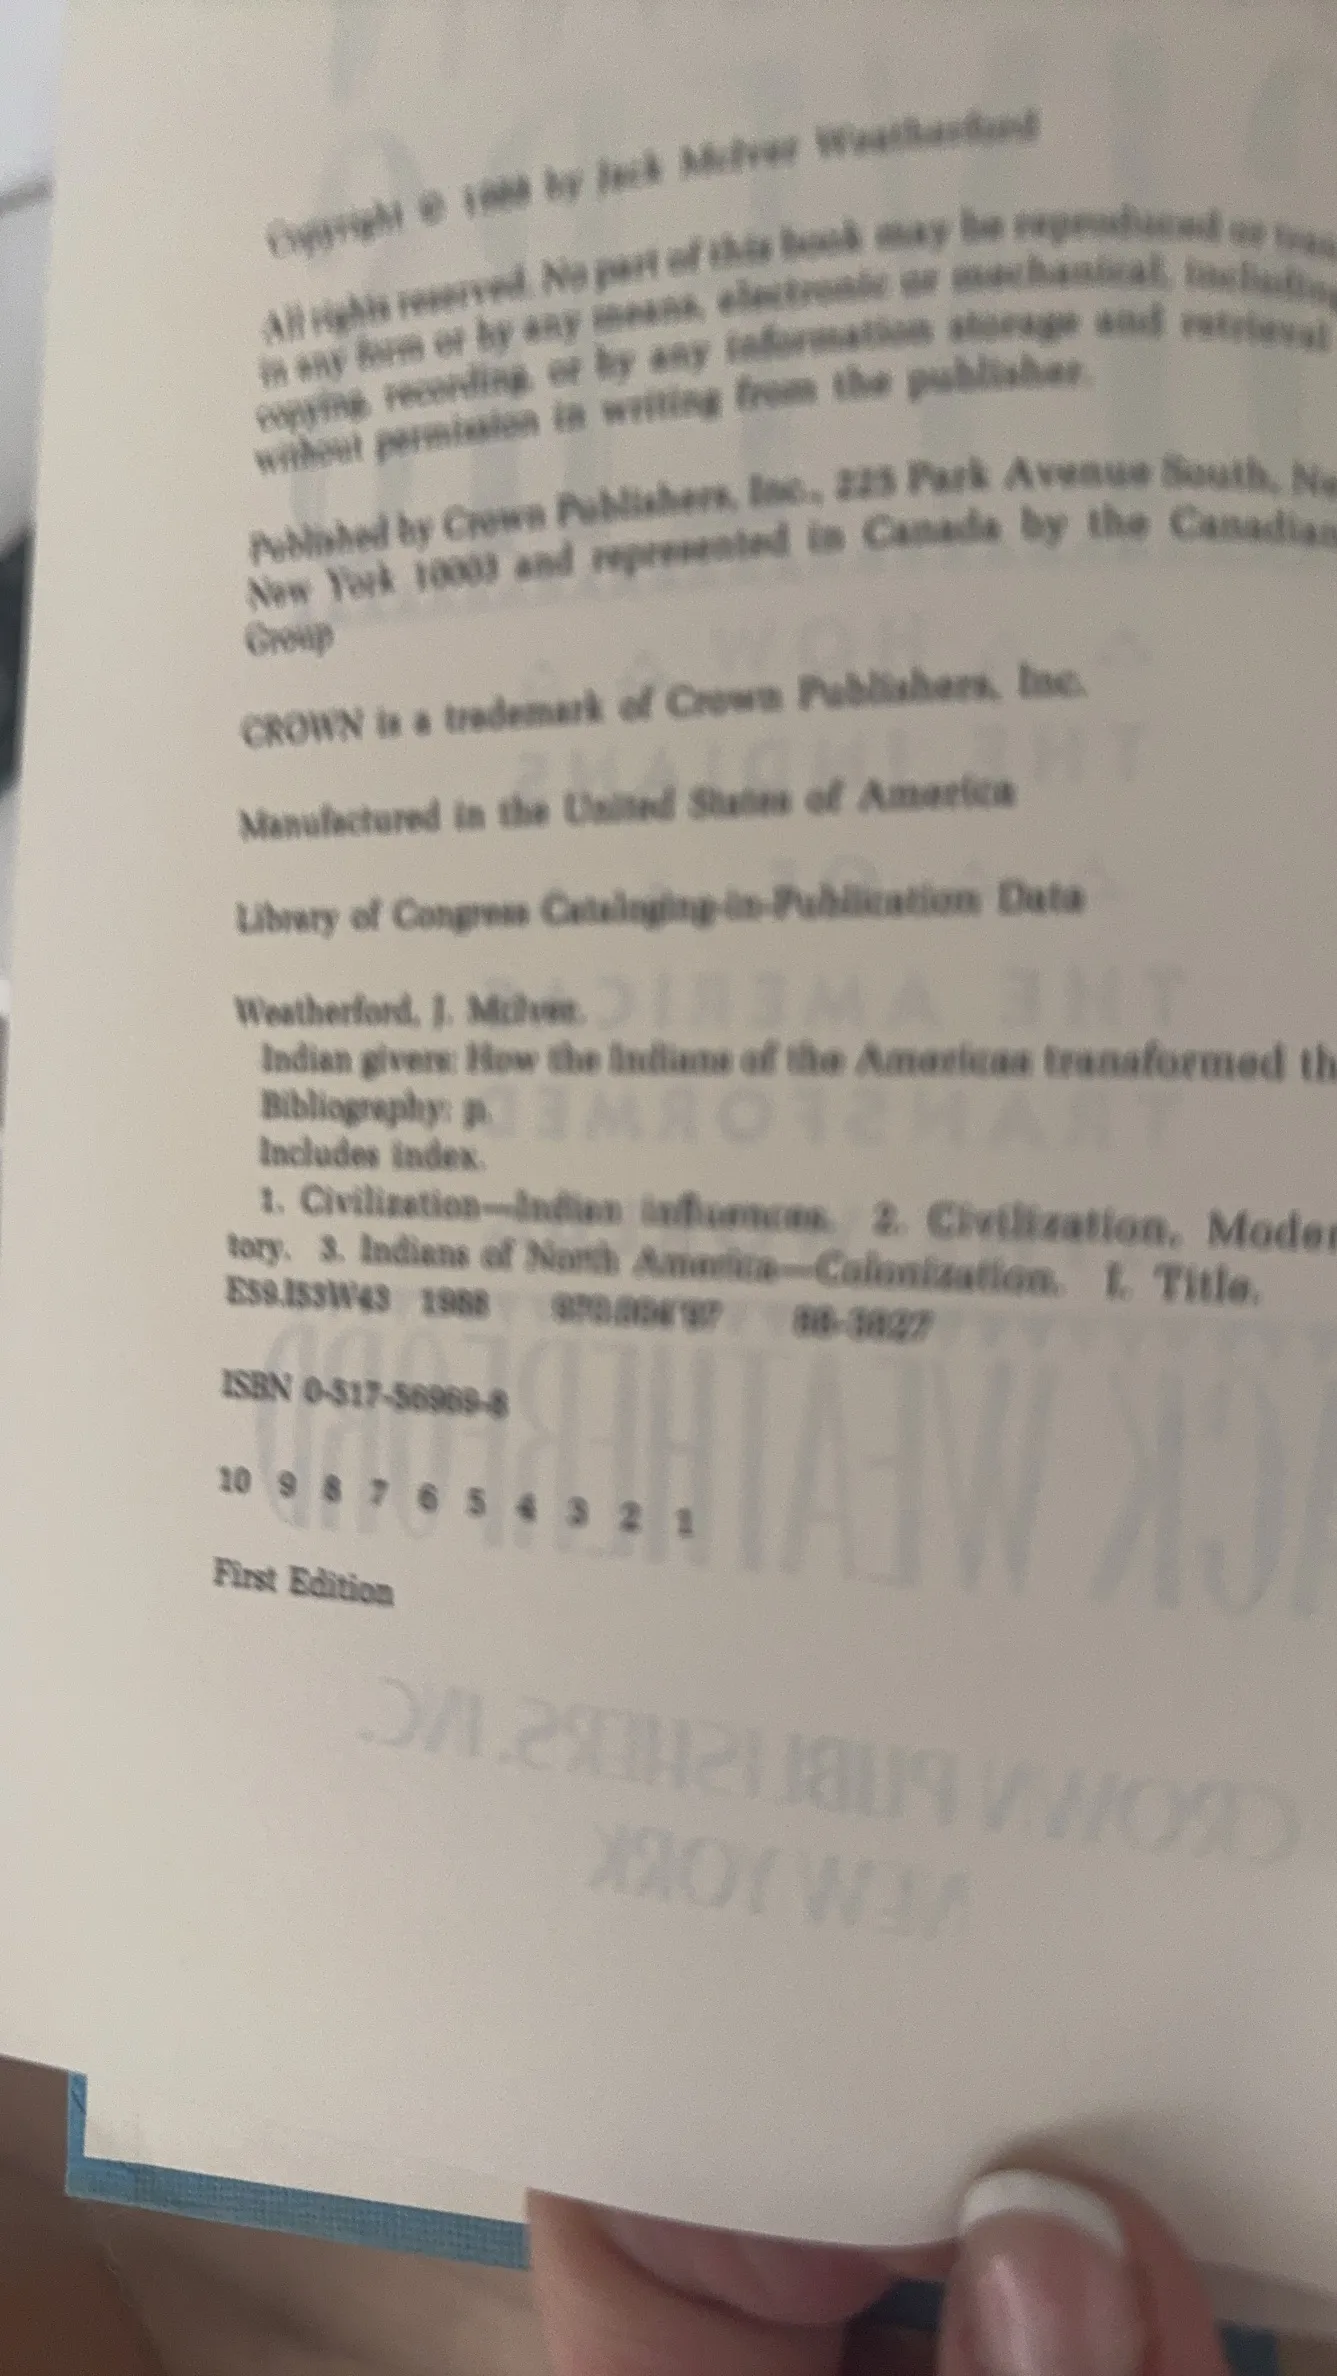 Copyright © 1988 by Jack McIver Weatherford
All rights reserved. No part of this book may be reproduced or
in any form or by any means, electronic or mechanical, including
copying, recording, or by any information storage and retrieval
without permission in writing from the publisher.
Published by Crown Publishers, Inc., 225 Park Avenue South,
New York 10003 and represented in Canada by the Canadian
Group
CROWN is a trademark of Crown Publishers, Inc.
Manufactured in the United States of America
Library of Congress Cataloging-in-Publication Data
Weatherford, J. McIver.
Indian givers: How the Indians of the Americas transformed th
Bibliography: p.
Includes index.
1. Civilization—Indian influences. 2. Civilization, Moder
tory. 3. Indians of North America—Colonization. I. Title.
E59.I53W43 1988 970.004'97 88-3827
ISBN 0-517-56969-8
10 9 8 7 6 5 4 3 2 1
First Edition